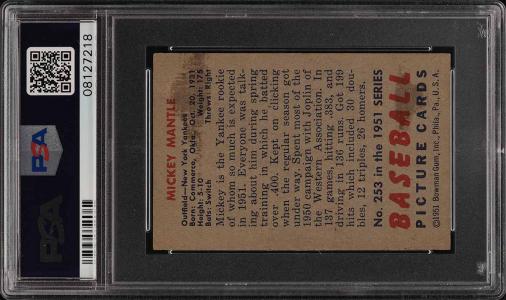 08127218
PSA
PSA
MICKEY MANTLE
Outfield—New York Yankees
Born: Commerce, Okla., Oct. 20, 1931
Height: 5-10 Weight: 175
Bats: Switch Throws: Right
Mickey is the Yankee rookie
of whom so much is expected
in 1951. Everyone was talk-
ing about him during spring
training in which he batted
over .400. Kept on clicking
when the regular season got
under way. Spent most of the
1950 campaign with Joplin of
the Western Association. In
137 games, hitting .383, and
driving in 136 runs. Got 199
hits which included 30 dou-
bles, 12 triples, 26 homers.
No. 253 in the 1951 SERIES
BASEBALL
PICTURE CARDS
©1951 Bowman Gum, Inc., Phila., Pa., U.S.A.